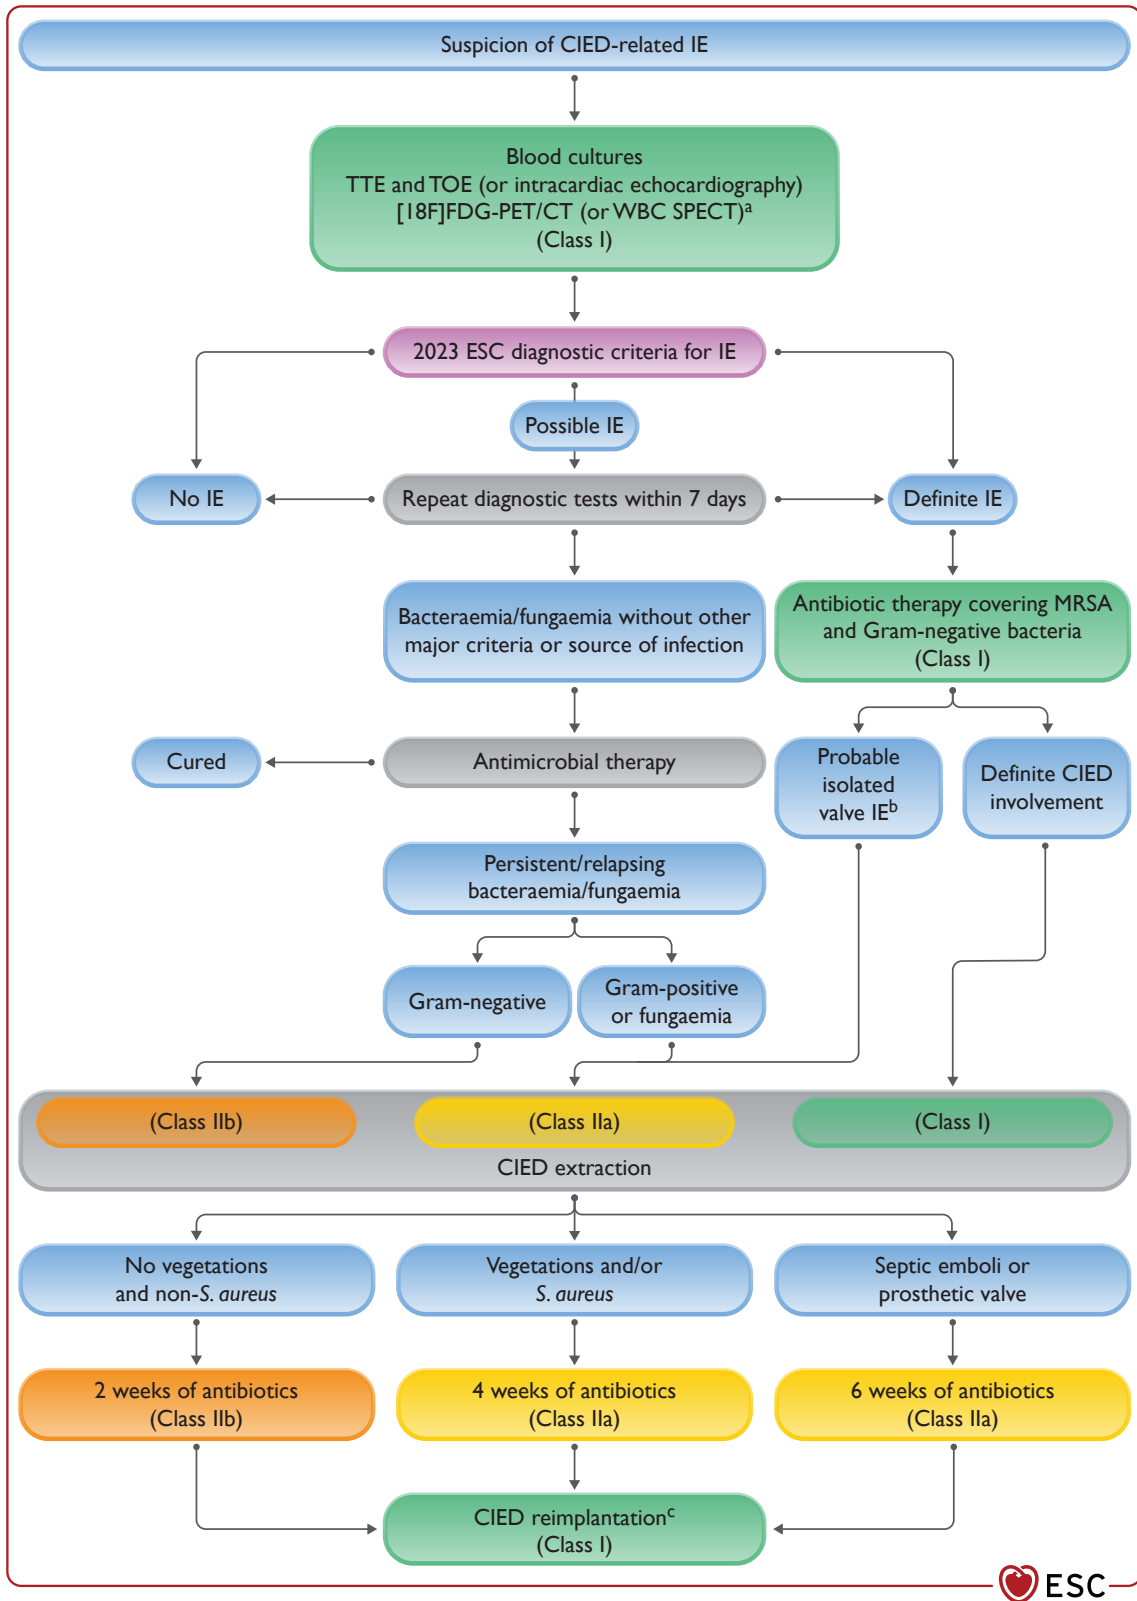 Suspicion of CIED-related IE
Blood cultures
TTE and TOE (or intracardiac echocardiography)
[18F]FDG-PET/CT (or WBC SPECT)a
(Class I)
2023 ESC diagnostic criteria for IE
Possible IE
No IE
Repeat diagnostic tests within 7 days
Definite IE
Bacteraemia/fungaemia without other
major criteria or source of infection
Antibiotic therapy covering MRSA
and Gram-negative bacteria
(Class I)
Cured
Antimicrobial therapy
Probable
isolated
valve IEb
Definite CIED
involvement
Persistent/relapsing
bacteraemia/fungaemia
Gram-negative
Gram-positive
or fungaemia
(Class IIb)
(Class IIa)
(Class I)
CIED extraction
No vegetations
and non-S. aureus
Vegetations and/or
S. aureus
Septic emboli or
prosthetic valve
2 weeks of antibiotics
(Class IIb)
4 weeks of antibiotics
(Class IIa)
6 weeks of antibiotics
(Class IIa)
CIED reimplantationc
(Class I)
ESC